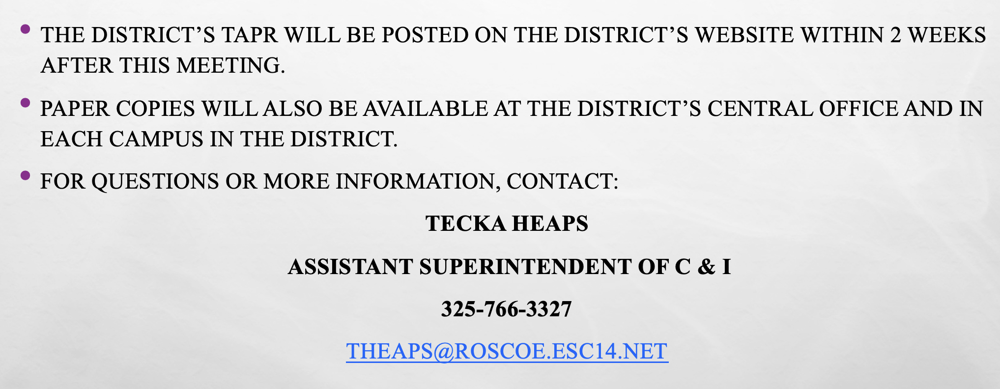 • THE DISTRICT’S TAPR WILL BE POSTED ON THE DISTRICT’S WEBSITE WITHIN 2 WEEKS
AFTER THIS MEETING.
• PAPER COPIES WILL ALSO BE AVAILABLE AT THE DISTRICT’S CENTRAL OFFICE AND IN
EACH CAMPUS IN THE DISTRICT.
• FOR QUESTIONS OR MORE INFORMATION, CONTACT:
TECKA HEAPS
ASSISTANT SUPERINTENDENT OF C & I
325-766-3327
THEAPS@ROSCOE.ESC14.NET